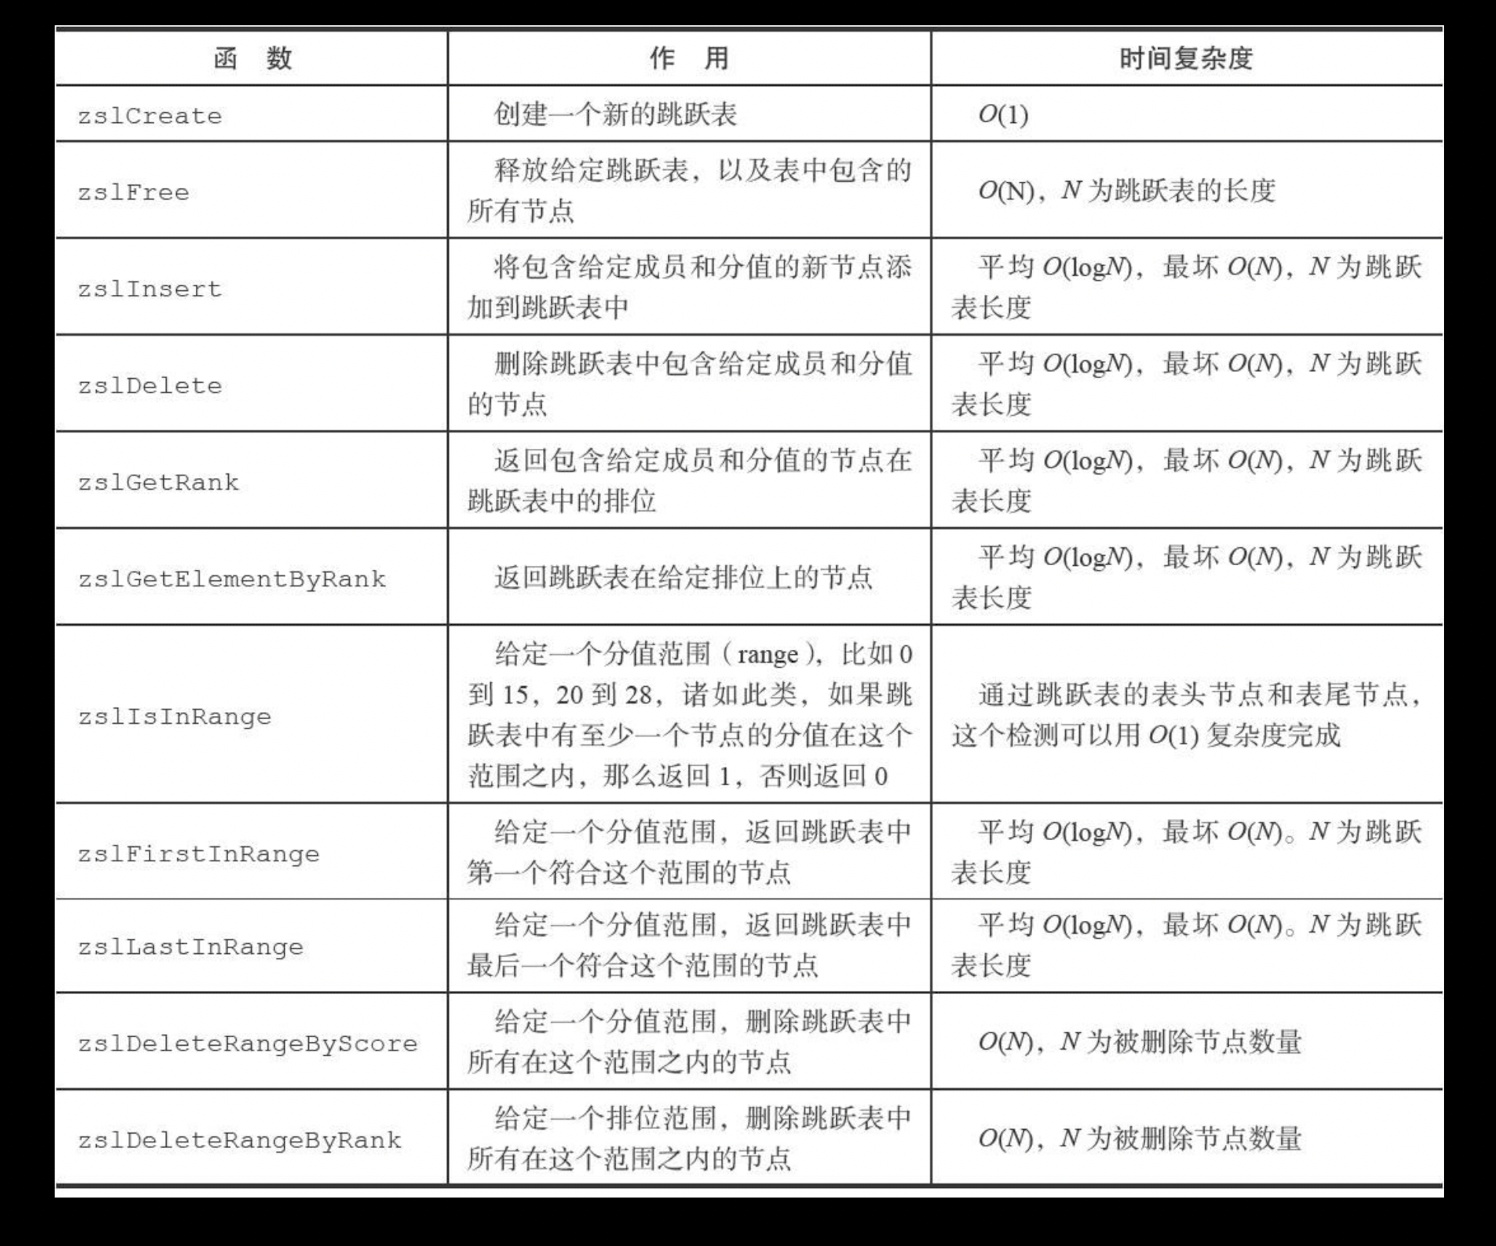 函 数 作 用 时间复杂度
zslCreate 创建一个新的跳跃表 O(1)
zslFree 释放给定跳跃表，以及表中包含的
所有节点 O(N)，N 为跳跃表的长度
zslInsert 将包含给定成员和分值的新节点添
加到跳跃表中 平均 O(logN)，最坏 O(N)，N 为跳跃
表长度
zslDelete 删除跳跃表中包含给定成员和分值
的节点 平均 O(logN)，最坏 O(N)，N 为跳跃
表长度
zslGetRank 返回包含给定成员和分值的节点在
跳跃表中的排位 平均 O(logN)，最坏 O(N)，N 为跳跃
表长度
zslGetElementByRank 返回跳跃表在给定排位上的节点 平均 O(logN)，最坏 O(N)，N 为跳跃
表长度
zslIsInRange 给定一个分值范围（range），比如 0
到 15，20 到 28，诸如此类，如果跳
跃表中有至少一个节点的分值在这个
范围之内，那么返回 1，否则返回 0 通过跳跃表的表头节点和表尾节点，
这个检测可以用 O(1) 复杂度完成
zslFirstInRange 给定一个分值范围，返回跳跃表中
第一个符合这个范围的节点 平均 O(logN)，最坏 O(N)。N 为跳跃
表长度
zslLastInRange 给定一个分值范围，返回跳跃表中
最后一个符合这个范围的节点 平均 O(logN)，最坏 O(N)。N 为跳跃
表长度
zslDeleteRangeByScore 给定一个分值范围，删除跳跃表中
所有在这个范围之内的节点 O(N)，N 为被删除节点数量
zslDeleteRangeByRank 给定一个排位范围，删除跳跃表中
所有在这个范围之内的节点 O(N)，N 为被删除节点数量